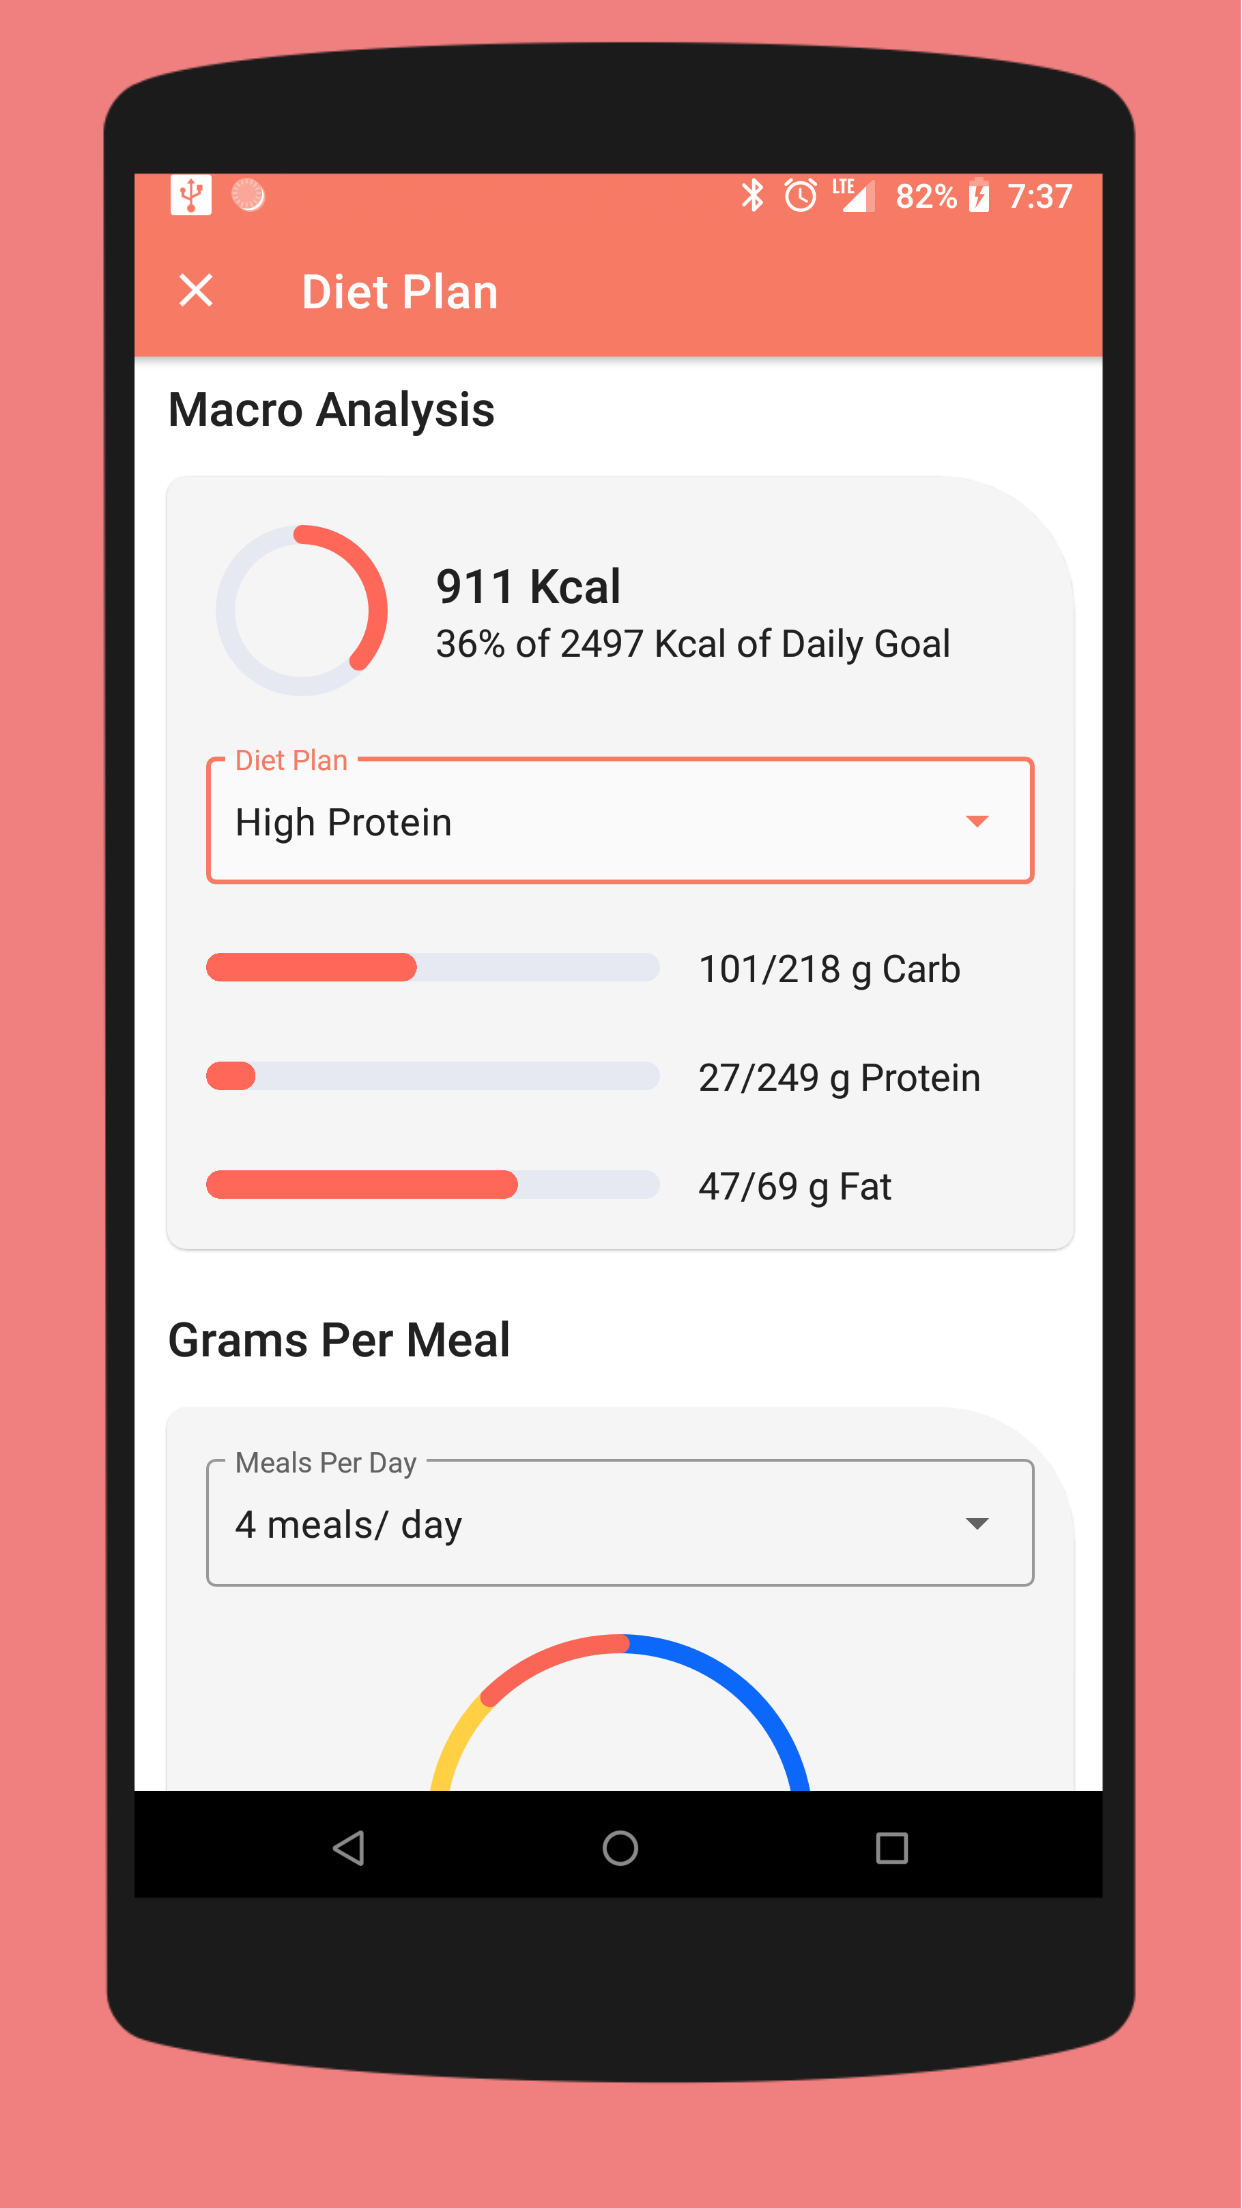 LTE 82% 7:37
Diet Plan
Macro Analysis
911 Kcal
36% of 2497 Kcal of Daily Goal
Diet Plan
High Protein
101/218 g Carb
27/249 g Protein
47/69 g Fat
Grams Per Meal
Meals Per Day
4 meals/ day